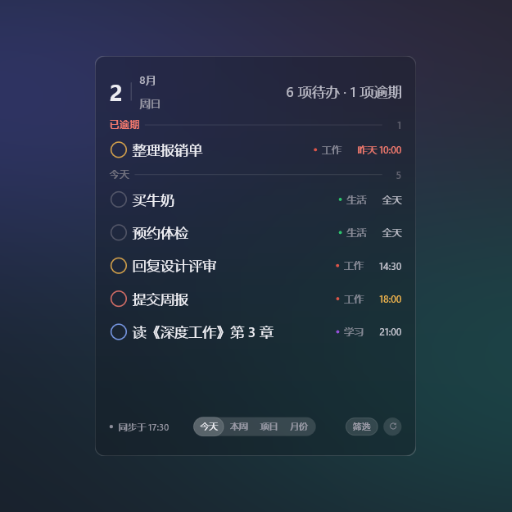 2 8月
周日
6 项待办 · 1 项逾期
已逾期 1
整理报销单 工作 昨天 10:00
今天 5
买牛奶 生活 全天
预约体检 生活 全天
回复设计评审 工作 14:30
提交周报 工作 18:00
读《深度工作》第 3 章 学习 21:00
同步于 17:30 今天 本周 项目 月份 筛选